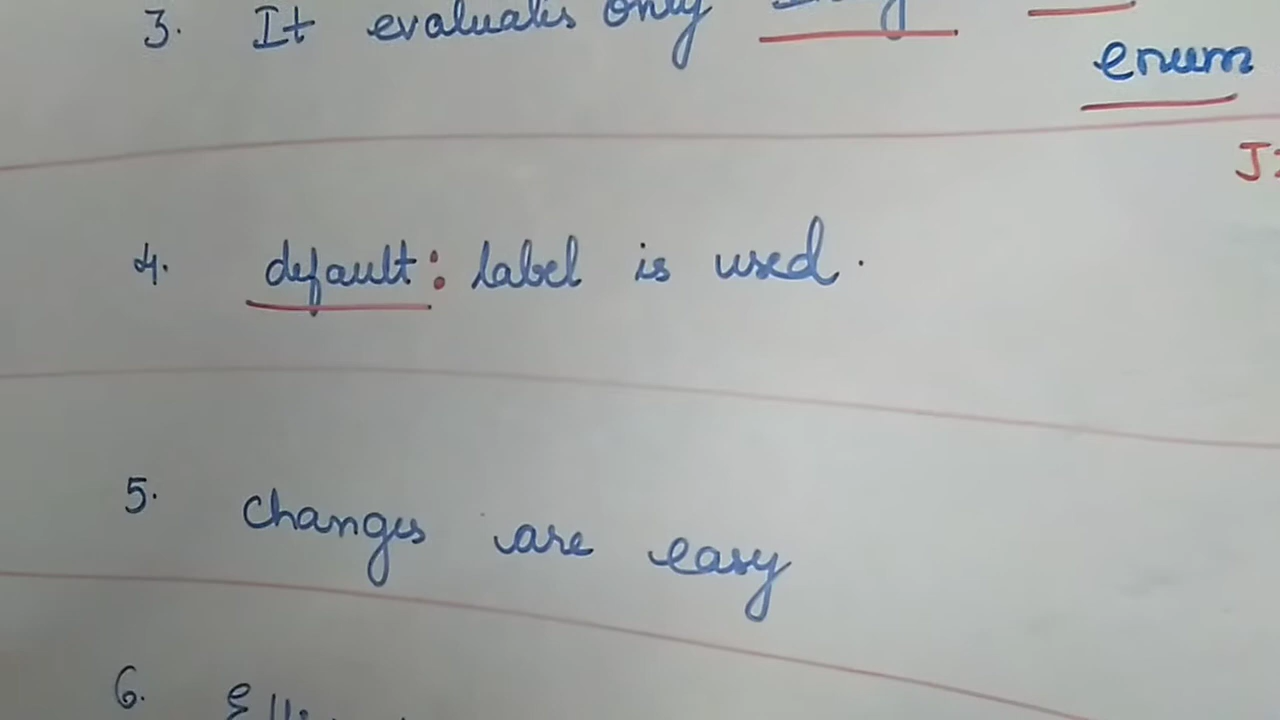 3. It evaluates only
enum
4. default: label is used.
5. Changes are easy
6.